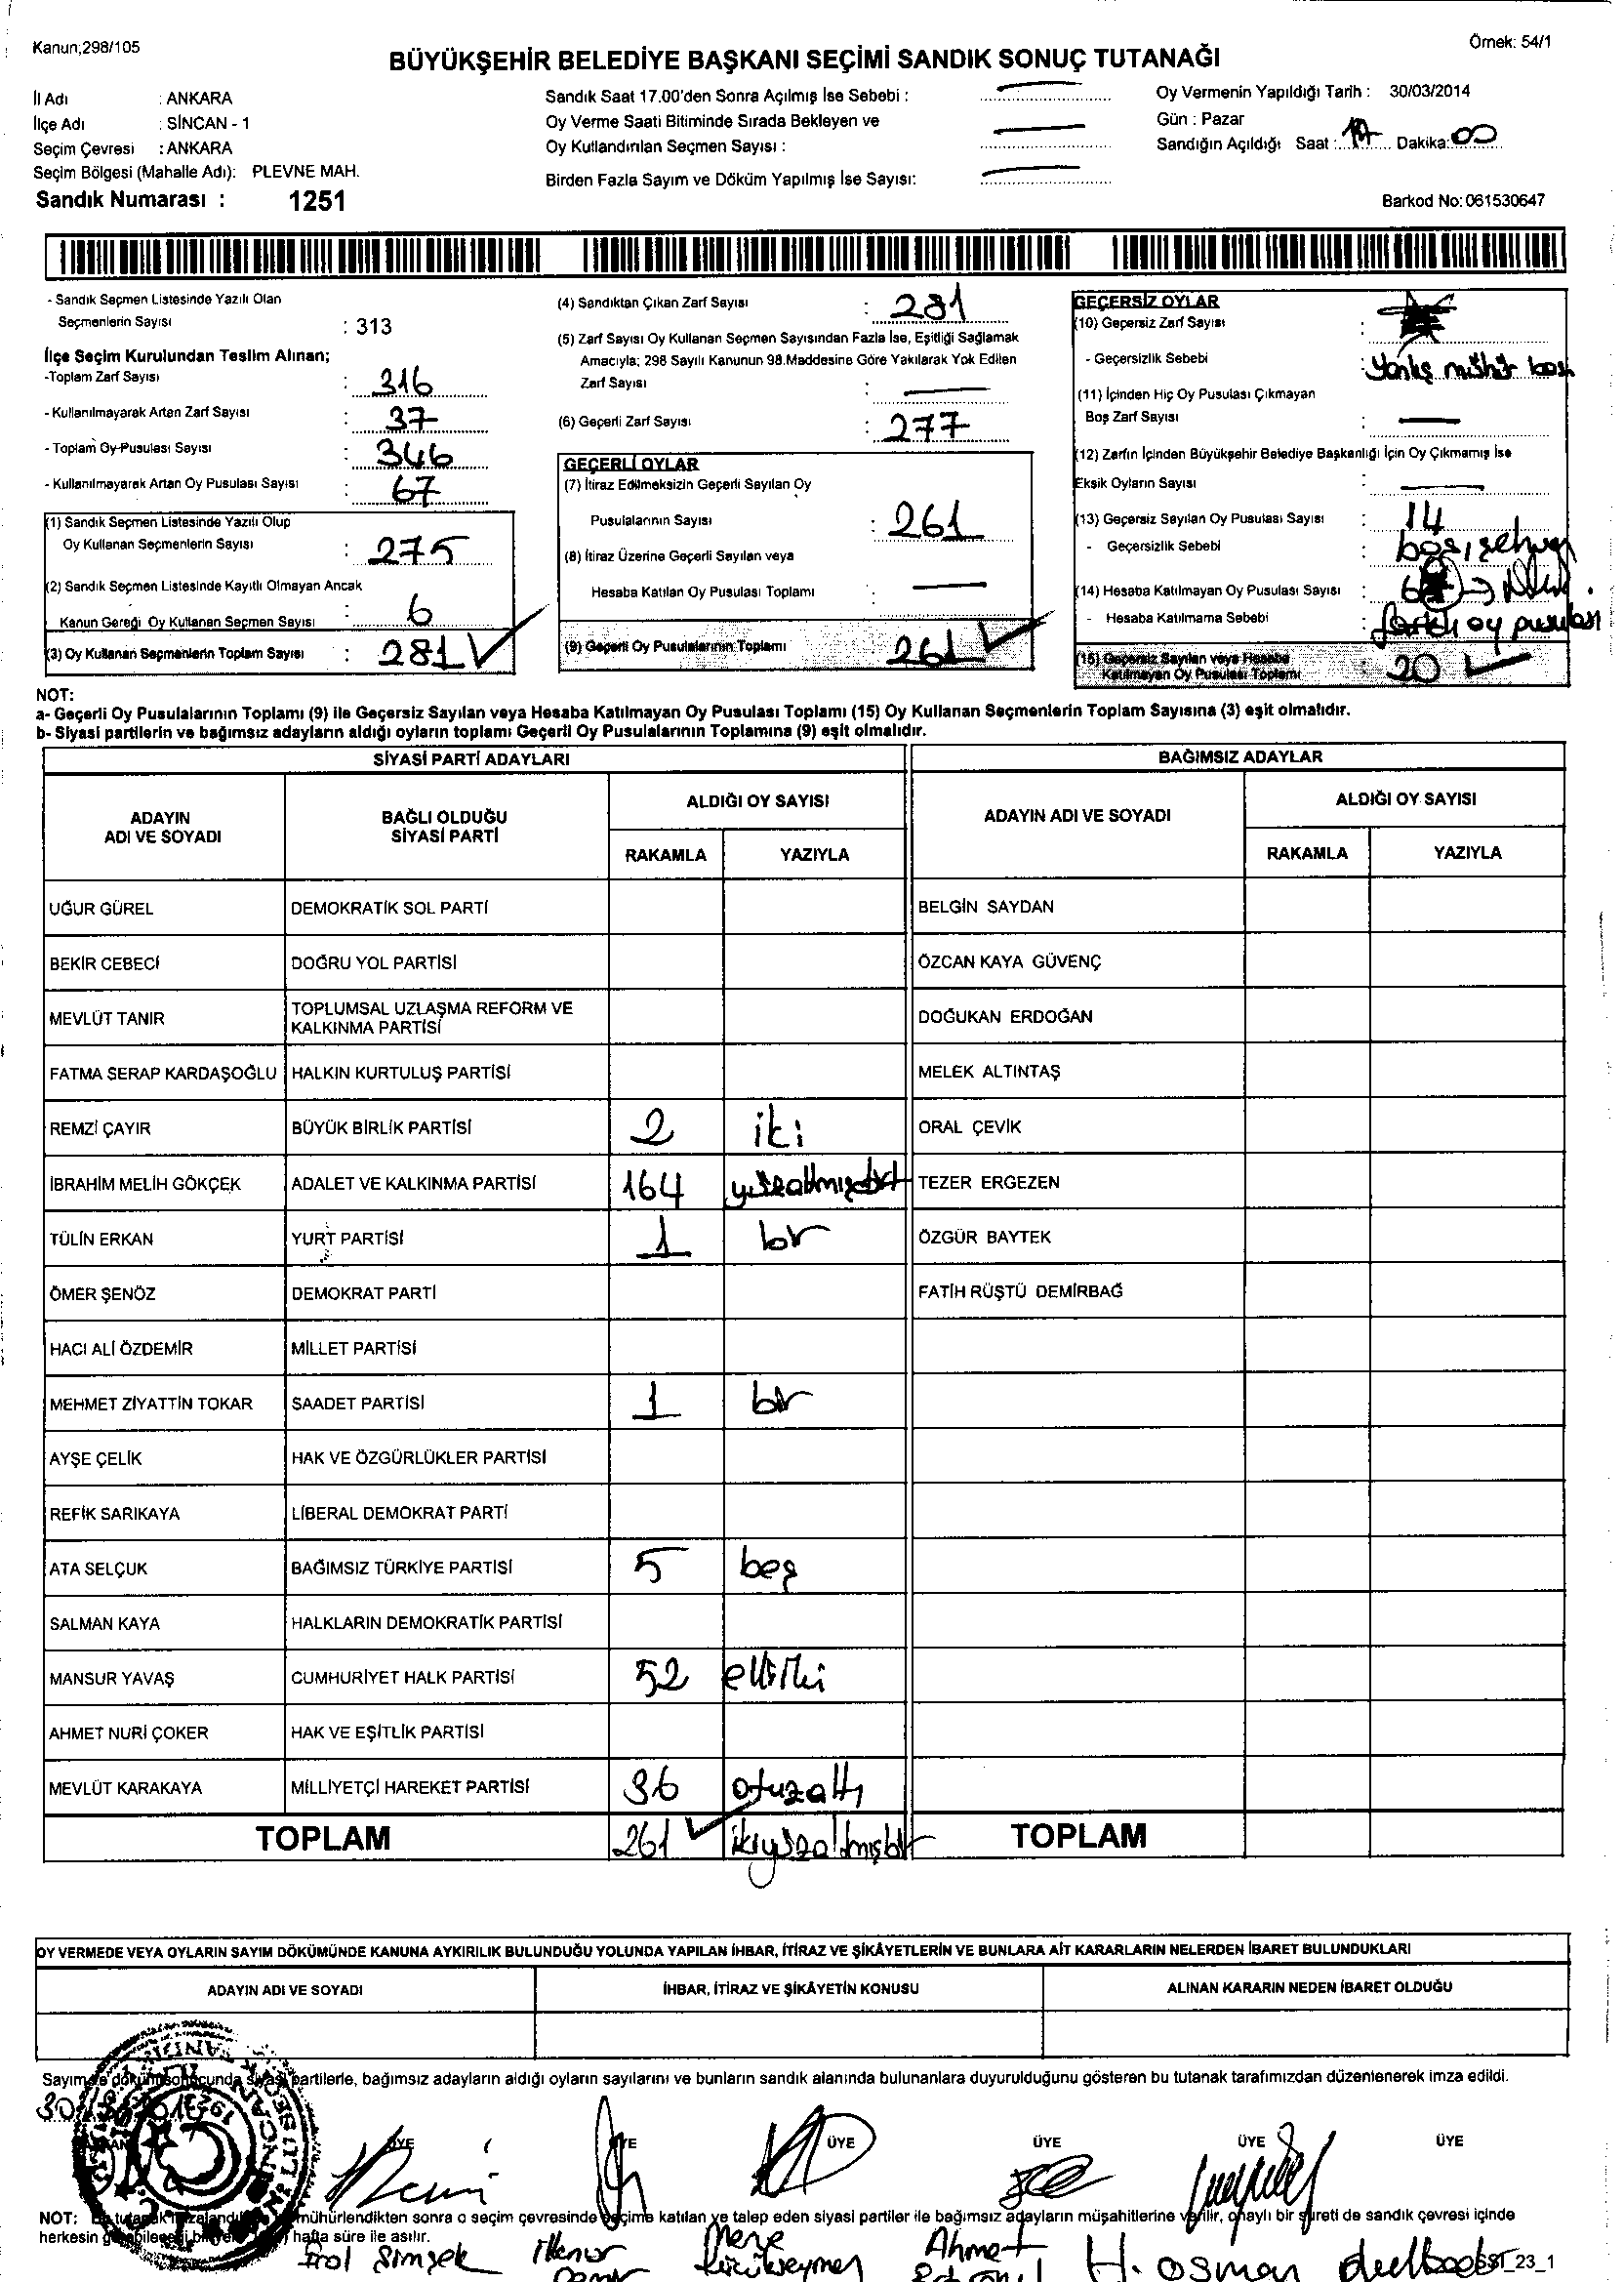 Kanun;298/105
Örnek: 54/1
BÜYÜKŞEHİR BELEDİYE BAŞKANI SEÇİMİ SANDIK SONUÇ TUTANAĞI
İl Adı : ANKARA
İlçe Adı : SİNCAN - 1
Seçim Çevresi : ANKARA
Seçim Bölgesi (Mahalle Adı): PLEVNE MAH.
Sandık Numarası : 1251
Sandık Saat 17.00'den Sonra Açılmış İse Sebebi :
Oy Verme Saati Bitiminde Sırada Bekleyen ve
Oy Kullandırılan Seçmen Sayısı :
Birden Fazla Sayım ve Döküm Yapılmış İse Sayısı:
Oy Vermenin Yapıldığı Tarih : 30/03/2014
Gün : Pazar
Sandığın Açıldığı Saat : 17 Dakika: 00
Barkod No: 061530647
- Sandık Seçmen Listesinde Yazılı Olan
Seçmenlerin Sayısı : 313
İlçe Seçim Kurulundan Teslim Alınan;
-Toplam Zarf Sayısı : 316
- Kullanılmayarak Artan Zarf Sayısı : 37
- Toplam Oy-Pusulası Sayısı : 346
- Kullanılmayarak Artan Oy Pusulası Sayısı : 67
(1) Sandık Seçmen Listesinde Yazılı Olup
Oy Kullanan Seçmenlerin Sayısı : 275
(2) Sandık Seçmen Listesinde Kayıtlı Olmayan Ancak
Kanun Gereği Oy Kullanan Seçmen Sayısı : 6
(3) Oy Kullanan Seçmenlerin Toplam Sayısı : 281
(4) Sandıktan Çıkan Zarf Sayısı : 281
(5) Zarf Sayısı Oy Kullanan Seçmen Sayısından Fazla İse, Eşitliği Sağlamak
Amacıyla; 298 Sayılı Kanunun 98.Maddesine Göre Yakılarak Yok Edilen
Zarf Sayısı :
(6) Geçerli Zarf Sayısı : 277
GEÇERLİ OYLAR
(7) İtiraz Edilmeksizin Geçerli Sayılan Oy
Pusulalarının Sayısı : 261
(8) İtiraz Üzerine Geçerli Sayılan veya
Hesaba Katılan Oy Pusulası Toplamı :
(9) Geçerli Oy Pusulalarının Toplamı 261
GEÇERSİZ OYLAR
(10) Geçersiz Zarf Sayısı :
- Geçersizlik Sebebi : Yanlış mühür
(11) İçinden Hiç Oy Pusulası Çıkmayan
Boş Zarf Sayısı :
(12) Zarfın İçinden Büyükşehir Belediye Başkanlığı İçin Oy Çıkmamış İse
Eksik Oyların Sayısı :
(13) Geçersiz Sayılan Oy Pusulası Sayısı : 14
- Geçersizlik Sebebi : boş,
(14) Hesaba Katılmayan Oy Pusulası Sayısı : 6
- Hesaba Katılmama Sebebi : farklı oy pusulası
(15) Geçersiz Sayılan veya Hesaba
Katılmayan Oy Pusulası Toplamı : 20
NOT:
a- Geçerli Oy Pusulalarının Toplamı (9) ile Geçersiz Sayılan veya Hesaba Katılmayan Oy Pusulası Toplamı (15) Oy Kullanan Seçmenlerin Toplam Sayısına (3) eşit olmalıdır.
b- Siyasi partilerin ve bağımsız adayların aldığı oyların toplamı Geçerli Oy Pusulalarının Toplamına (9) eşit olmalıdır.
SİYASİ PARTİ ADAYLARI
BAĞIMSIZ ADAYLAR
ADAYIN ADI VE SOYADI
BAĞLI OLDUĞU SİYASİ PARTİ
ALDIĞI OY SAYISI
RAKAMLA YAZIYLA
ADAYIN ADI VE SOYADI
ALDIĞI OY SAYISI
RAKAMLA YAZIYLA
UĞUR GÜREL DEMOKRATİK SOL PARTİ BELGİN SAYDAN
BEKİR CEBECİ DOĞRU YOL PARTİSİ ÖZCAN KAYA GÜVENÇ
MEVLÜT TANIR TOPLUMSAL UZLAŞMA REFORM VE KALKINMA PARTİSİ DOĞUKAN ERDOĞAN
FATMA SERAP KARDAŞOĞLU HALKIN KURTULUŞ PARTİSİ MELEK ALTINTAŞ
REMZİ ÇAYIR BÜYÜK BİRLİK PARTİSİ 2 iki ORAL ÇEVİK
İBRAHİM MELİH GÖKÇEK ADALET VE KALKINMA PARTİSİ 164 yüzaltmışdört TEZER ERGEZEN
TÜLİN ERKAN YURT PARTİSİ 1 bir ÖZGÜR BAYTEK
ÖMER ŞENÖZ DEMOKRAT PARTİ FATİH RÜŞTÜ DEMİRBAĞ
HACI ALİ ÖZDEMİR MİLLET PARTİSİ
MEHMET ZİYATTİN TOKAR SAADET PARTİSİ 1 bir
AYŞE ÇELİK HAK VE ÖZGÜRLÜKLER PARTİSİ
REFİK SARIKAYA LİBERAL DEMOKRAT PARTİ
ATA SELÇUK BAĞIMSIZ TÜRKİYE PARTİSİ 5 beş
SALMAN KAYA HALKLARIN DEMOKRATİK PARTİSİ
MANSUR YAVAŞ CUMHURİYET HALK PARTİSİ 52 elliiki
AHMET NURİ ÇOKER HAK VE EŞİTLİK PARTİSİ
MEVLÜT KARAKAYA MİLLİYETÇİ HAREKET PARTİSİ 36 otuzaltı
TOPLAM 261 ikiyüzaltmışbir TOPLAM
OY VERMEDE VEYA OYLARIN SAYIM DÖKÜMÜNDE KANUNA AYKIRILIK BULUNDUĞU YOLUNDA YAPILAN İHBAR, İTİRAZ VE ŞİKÂYETLERİN VE BUNLARA AİT KARARLARIN NELERDEN İBARET BULUNDUKLARI
ADAYIN ADI VE SOYADI İHBAR, İTİRAZ VE ŞİKÂYETİN KONUSU ALINAN KARARIN NEDEN İBARET OLDUĞU
Sayım partilerle, bağımsız adayların aldığı oyların sayılarını ve bunların sandık alanında bulunanlara duyurulduğunu gösteren bu tutanak tarafımızdan düzenlenerek imza edildi.
ÜYE ÜYE ÜYE ÜYE ÜYE ÜYE
NOT: mühürlendikten sonra o seçim çevresinde seçime katılan ve talep eden siyasi partiler ile bağımsız adayların müşahitlerine verilir, onaylı bir sureti de sandık çevresi içinde
herkesin hafta süre ile asılır.
Erol Şimşek Ahmet H. Osman
SST_23_1